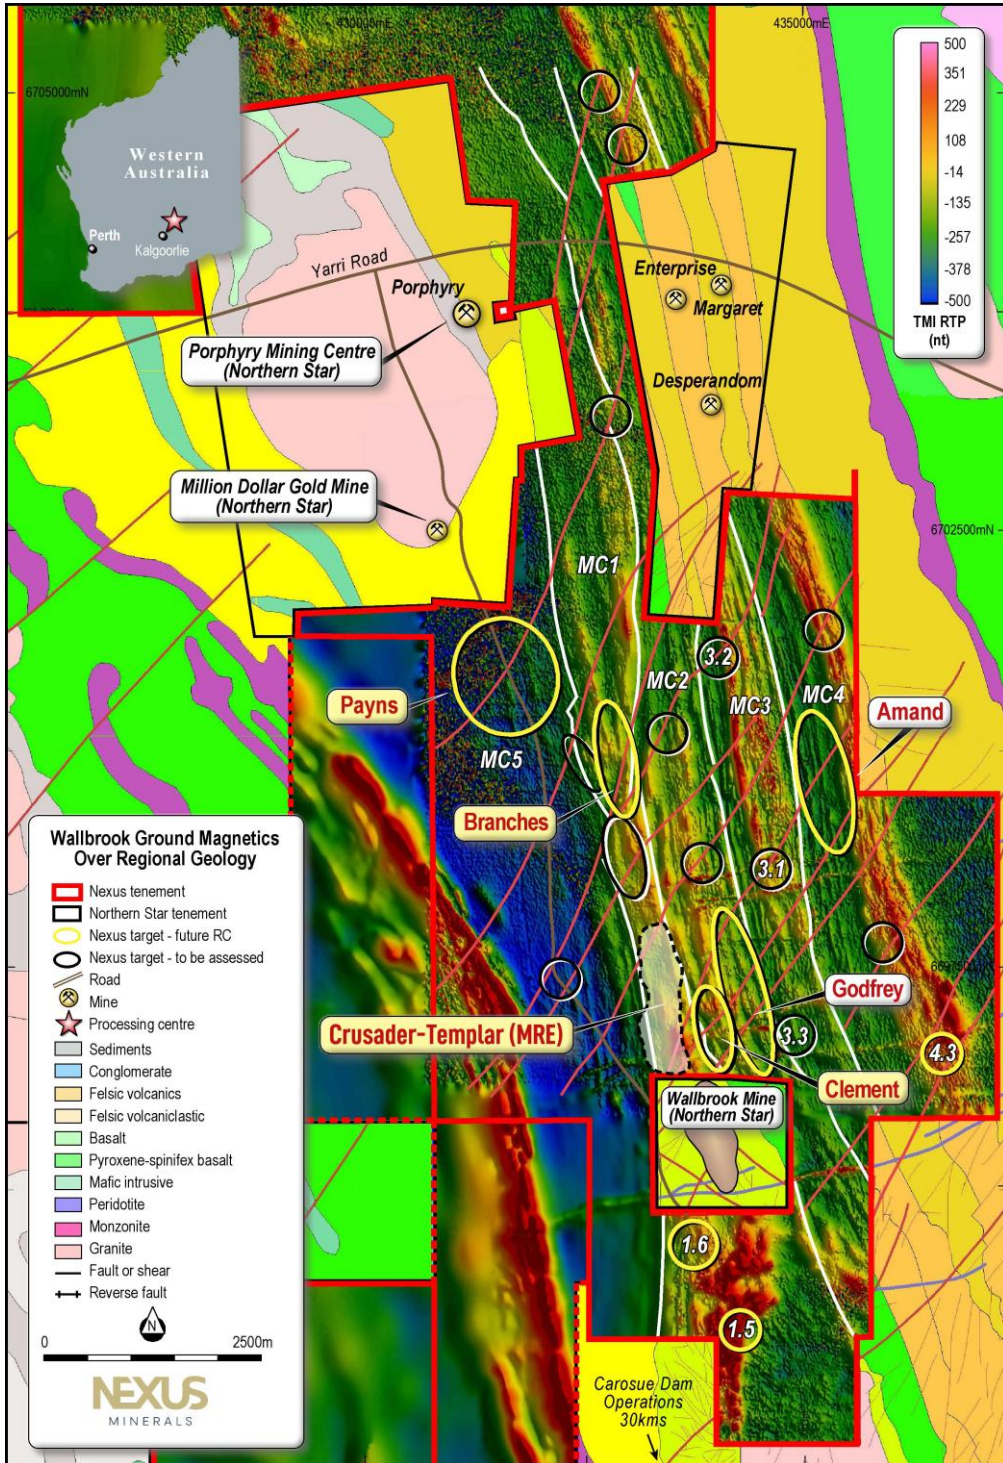 430000mE
435000mE
6705000mN
Western
Australia
Perth
Kalgoorlie
500
351
229
108
-14
-135
-257
-378
-500
TMI RTP
(nt)
Yarri Road
Porphyry
Enterprise
Margaret
Porphyry Mining Centre
(Northern Star)
Desperandom
Million Dollar Gold Mine
(Northern Star)
6702500mN
MC1
3.2
MC2
MC3
MC4
Payns
Amand
MC5
Branches
3.1
Godfrey
Crusader-Templar (MRE)
3.3
4.3
Clement
Wallbrook Mine
(Northern Star)
1.6
1.5
Carosue Dam
Operations
30kms
Wallbrook Ground Magnetics
Over Regional Geology
Nexus tenement
Northern Star tenement
Nexus target - future RC
Nexus target - to be assessed
Road
Mine
Processing centre
Sediments
Conglomerate
Felsic volcanics
Felsic volcaniclastic
Basalt
Pyroxene-spinifex basalt
Mafic intrusive
Peridotite
Monzonite
Granite
Fault or shear
Reverse fault
N
0
2500m
NEXUS
MINERALS